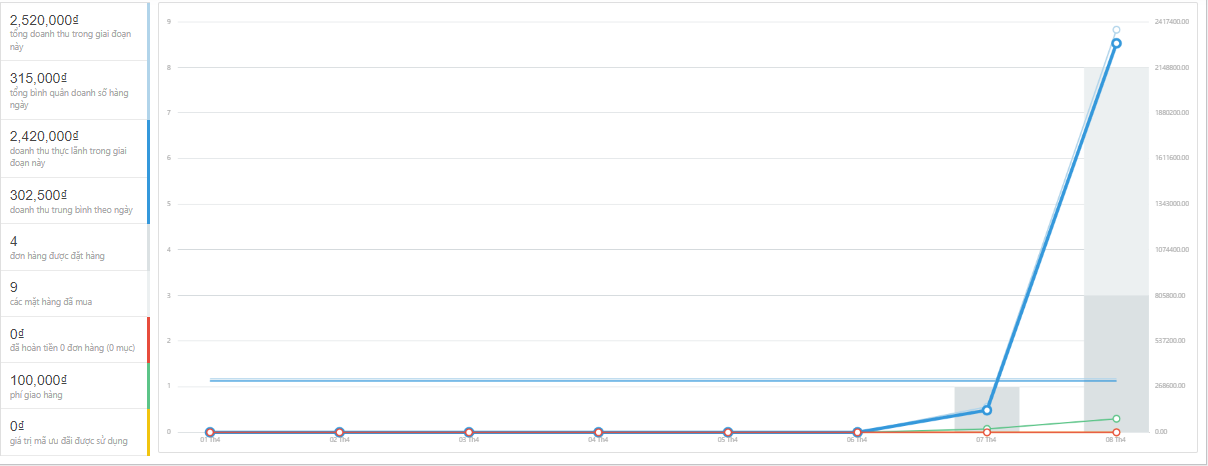 2,520,000₫
tổng doanh thu trong giai đoạn
này
315,000₫
tổng bình quân doanh số hàng
ngày
2,420,000₫
doanh thu thực lãnh trong giai
đoạn này
302,500₫
doanh thu trung bình theo ngày
4
đơn hàng được đặt hàng
9
các mặt hàng đã mua
0₫
đã hoàn tiền 0 đơn hàng (0 mục)
100,000₫
phí giao hàng
0₫
giá trị mã ưu đãi được sử dụng
9
8
7
6
5
4
3
2
1
0
2417400.00
2148800.00
1880200.00
1611600.00
1343000.00
1074400.00
805800.00
537200.00
268600.00
0.00
01 Th4
02 Th4
03 Th4
04 Th4
05 Th4
06 Th4
07 Th4
08 Th4